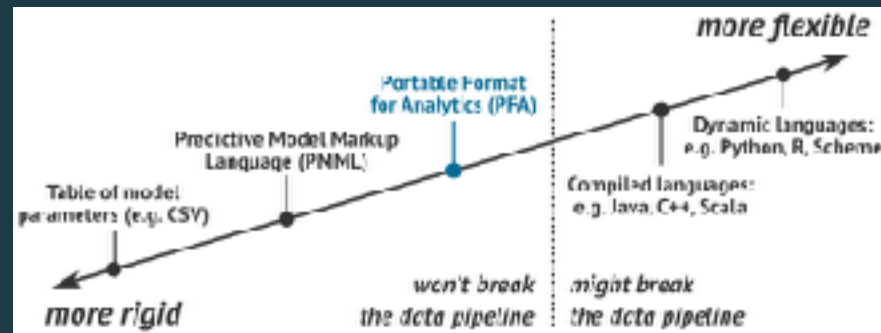 more flexible
Portable Format
for Analytics (PFA)
Dynamic languages:
e.g. Python, R, Scheme
Predictive Model Markup
Language (PMML)
Compiled languages:
e.g. Java, C++, Scala
Table of model
parameters (e.g. CSV)
won't break
the data pipeline
might break
the data pipeline
more rigid